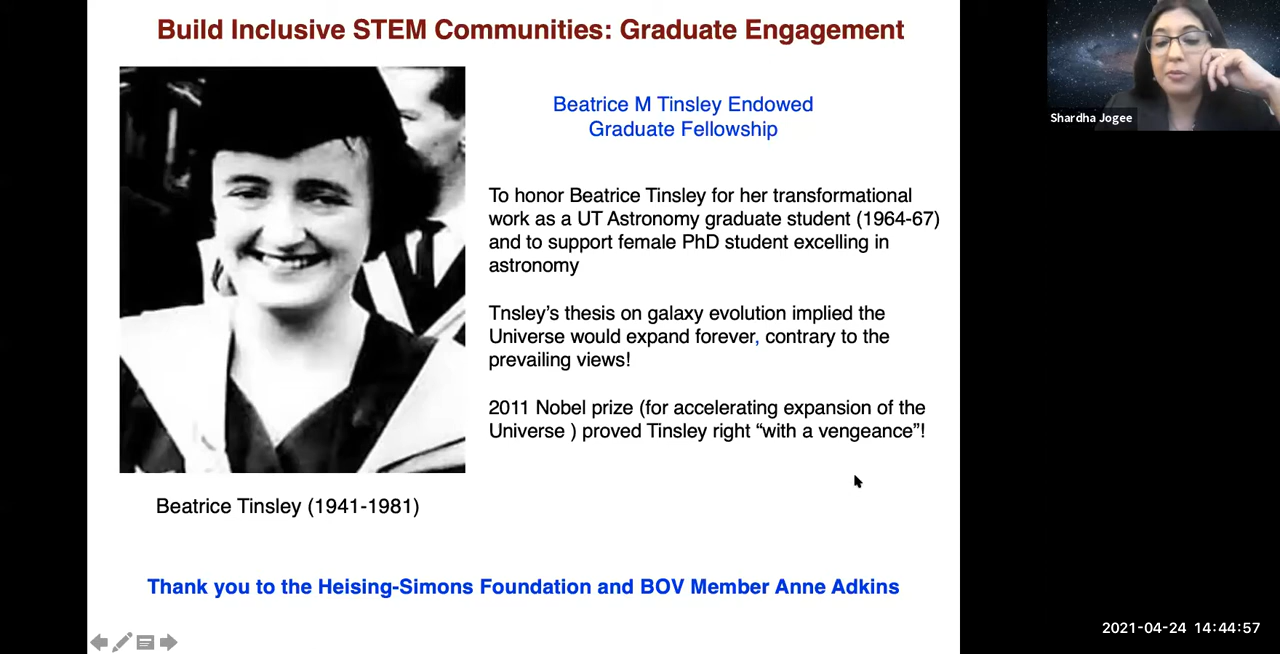 Build Inclusive STEM Communities: Graduate Engagement
Beatrice M Tinsley Endowed
Graduate Fellowship
To honor Beatrice Tinsley for her transformational
work as a UT Astronomy graduate student (1964-67)
and to support female PhD student excelling in
astronomy
Tnsley’s thesis on galaxy evolution implied the
Universe would expand forever, contrary to the
prevailing views!
2011 Nobel prize (for accelerating expansion of the
Universe ) proved Tinsley right “with a vengeance”!
Beatrice Tinsley (1941-1981)
Thank you to the Heising-Simons Foundation and BOV Member Anne Adkins
Shardha Jogee
2021-04-24 14:44:57